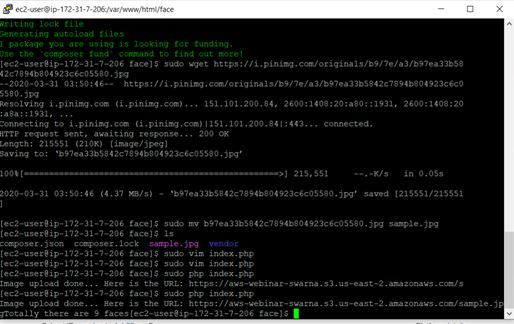 ec2-user@ip-172-31-7-206:/var/www/html/face
Writing lock file
Generating autoload files
1 package you are using is looking for funding.
Use the `composer fund` command to find out more!
[ec2-user@ip-172-31-7-206 face]$ sudo wget https://i.pinimg.com/originals/b9/7e/a3/b97ea33b58
42c7894b804923c6c05580.jpg
--2020-03-31 03:50:46--  https://i.pinimg.com/originals/b9/7e/a3/b97ea33b5842c7894b804923c6c0
5580.jpg
Resolving i.pinimg.com (i.pinimg.com)... 151.101.200.84, 2600:1408:20:a80::1931, 2600:1408:20
:a8a::1931, ...
Connecting to i.pinimg.com (i.pinimg.com)|151.101.200.84|:443... connected.
HTTP request sent, awaiting response... 200 OK
Length: 215551 (210K) [image/jpeg]
Saving to: ‘b97ea33b5842c7894b804923c6c05580.jpg’
100%[==================================================>] 215,551     --.-K/s   in 0.05s
2020-03-31 03:50:46 (4.37 MB/s) - ‘b97ea33b5842c7894b804923c6c05580.jpg’ saved [215551/215551
]
[ec2-user@ip-172-31-7-206 face]$ sudo mv b97ea33b5842c7894b804923c6c05580.jpg sample.jpg
[ec2-user@ip-172-31-7-206 face]$ ls
composer.json  composer.lock  sample.jpg  vendor
[ec2-user@ip-172-31-7-206 face]$ sudo vim index.php
[ec2-user@ip-172-31-7-206 face]$ sudo vim index.php
[ec2-user@ip-172-31-7-206 face]$ sudo php index.php
Image upload done... Here is the URL: https://aws-webinar-swarna.s3.us-east-2.amazonaws.com/s
[ec2-user@ip-172-31-7-206 face]$ sudo php index.php
Image upload done... Here is the URL: https://aws-webinar-swarna.s3.us-east-2.amazonaws.com/sample.jp
gTotally there are 9 faces[ec2-user@ip-172-31-7-206 face]$